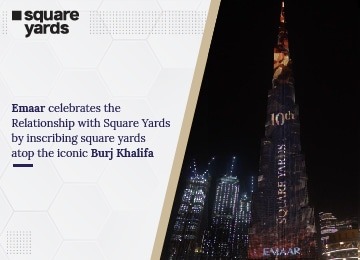 square
yards
Emaar celebrates the
Relationship with Square Yards
by inscribing square yards
atop the iconic Burj Khalifa
10th
SQUARE YARDS
EMAAR